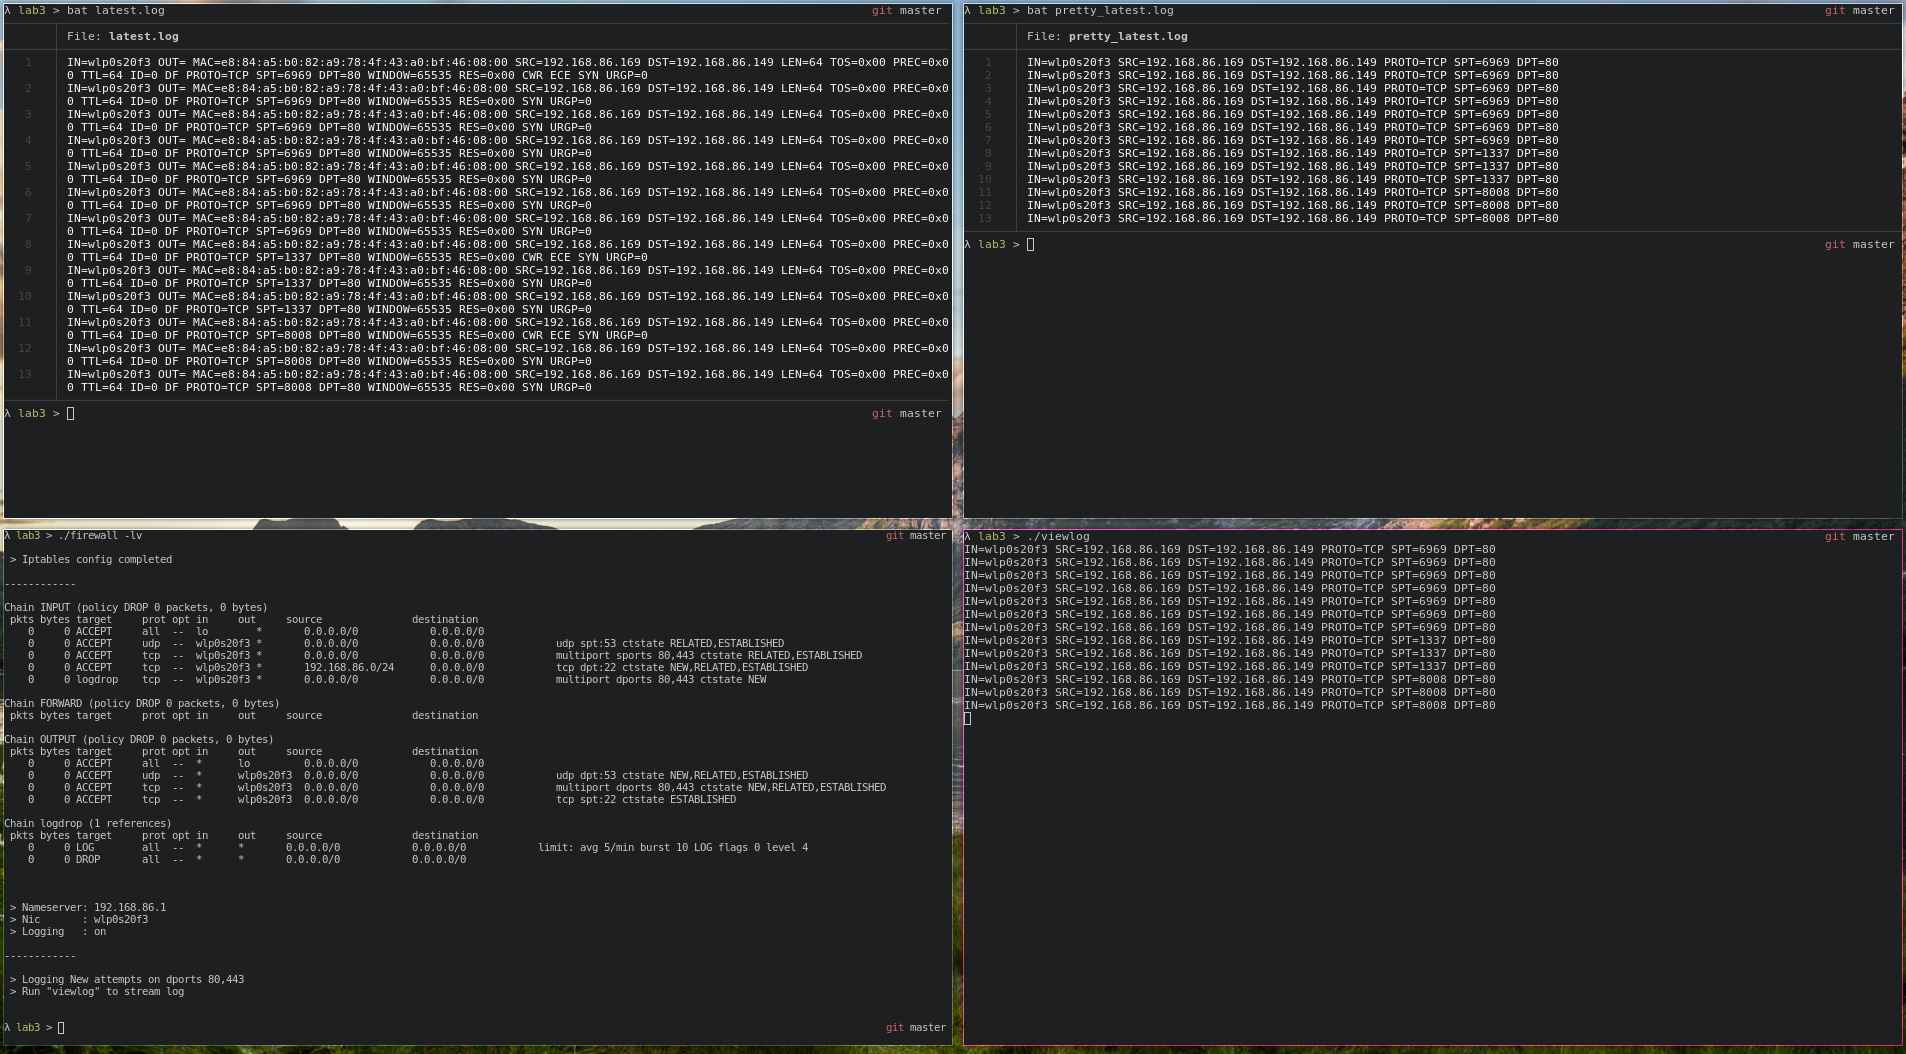 λ lab3 > bat latest.log git master
File: latest.log
1 IN=wlp0s20f3 OUT= MAC=e8:84:a5:b0:82:a9:78:4f:43:a0:bf:46:08:00 SRC=192.168.86.169 DST=192.168.86.149 LEN=64 TOS=0x00 PREC=0x0
0 TTL=64 ID=0 DF PROTO=TCP SPT=6969 DPT=80 WINDOW=65535 RES=0x00 CWR ECE SYN URGP=0
2 IN=wlp0s20f3 OUT= MAC=e8:84:a5:b0:82:a9:78:4f:43:a0:bf:46:08:00 SRC=192.168.86.169 DST=192.168.86.149 LEN=64 TOS=0x00 PREC=0x0
0 TTL=64 ID=0 DF PROTO=TCP SPT=6969 DPT=80 WINDOW=65535 RES=0x00 SYN URGP=0
3 IN=wlp0s20f3 OUT= MAC=e8:84:a5:b0:82:a9:78:4f:43:a0:bf:46:08:00 SRC=192.168.86.169 DST=192.168.86.149 LEN=64 TOS=0x00 PREC=0x0
0 TTL=64 ID=0 DF PROTO=TCP SPT=6969 DPT=80 WINDOW=65535 RES=0x00 SYN URGP=0
4 IN=wlp0s20f3 OUT= MAC=e8:84:a5:b0:82:a9:78:4f:43:a0:bf:46:08:00 SRC=192.168.86.169 DST=192.168.86.149 LEN=64 TOS=0x00 PREC=0x0
0 TTL=64 ID=0 DF PROTO=TCP SPT=6969 DPT=80 WINDOW=65535 RES=0x00 SYN URGP=0
5 IN=wlp0s20f3 OUT= MAC=e8:84:a5:b0:82:a9:78:4f:43:a0:bf:46:08:00 SRC=192.168.86.169 DST=192.168.86.149 LEN=64 TOS=0x00 PREC=0x0
0 TTL=64 ID=0 DF PROTO=TCP SPT=6969 DPT=80 WINDOW=65535 RES=0x00 SYN URGP=0
6 IN=wlp0s20f3 OUT= MAC=e8:84:a5:b0:82:a9:78:4f:43:a0:bf:46:08:00 SRC=192.168.86.169 DST=192.168.86.149 LEN=64 TOS=0x00 PREC=0x0
0 TTL=64 ID=0 DF PROTO=TCP SPT=6969 DPT=80 WINDOW=65535 RES=0x00 SYN URGP=0
7 IN=wlp0s20f3 OUT= MAC=e8:84:a5:b0:82:a9:78:4f:43:a0:bf:46:08:00 SRC=192.168.86.169 DST=192.168.86.149 LEN=64 TOS=0x00 PREC=0x0
0 TTL=64 ID=0 DF PROTO=TCP SPT=6969 DPT=80 WINDOW=65535 RES=0x00 SYN URGP=0
8 IN=wlp0s20f3 OUT= MAC=e8:84:a5:b0:82:a9:78:4f:43:a0:bf:46:08:00 SRC=192.168.86.169 DST=192.168.86.149 LEN=64 TOS=0x00 PREC=0x0
0 TTL=64 ID=0 DF PROTO=TCP SPT=1337 DPT=80 WINDOW=65535 RES=0x00 CWR ECE SYN URGP=0
9 IN=wlp0s20f3 OUT= MAC=e8:84:a5:b0:82:a9:78:4f:43:a0:bf:46:08:00 SRC=192.168.86.169 DST=192.168.86.149 LEN=64 TOS=0x00 PREC=0x0
0 TTL=64 ID=0 DF PROTO=TCP SPT=1337 DPT=80 WINDOW=65535 RES=0x00 SYN URGP=0
10 IN=wlp0s20f3 OUT= MAC=e8:84:a5:b0:82:a9:78:4f:43:a0:bf:46:08:00 SRC=192.168.86.169 DST=192.168.86.149 LEN=64 TOS=0x00 PREC=0x0
0 TTL=64 ID=0 DF PROTO=TCP SPT=1337 DPT=80 WINDOW=65535 RES=0x00 SYN URGP=0
11 IN=wlp0s20f3 OUT= MAC=e8:84:a5:b0:82:a9:78:4f:43:a0:bf:46:08:00 SRC=192.168.86.169 DST=192.168.86.149 LEN=64 TOS=0x00 PREC=0x0
0 TTL=64 ID=0 DF PROTO=TCP SPT=8008 DPT=80 WINDOW=65535 RES=0x00 CWR ECE SYN URGP=0
12 IN=wlp0s20f3 OUT= MAC=e8:84:a5:b0:82:a9:78:4f:43:a0:bf:46:08:00 SRC=192.168.86.169 DST=192.168.86.149 LEN=64 TOS=0x00 PREC=0x0
0 TTL=64 ID=0 DF PROTO=TCP SPT=8008 DPT=80 WINDOW=65535 RES=0x00 SYN URGP=0
13 IN=wlp0s20f3 OUT= MAC=e8:84:a5:b0:82:a9:78:4f:43:a0:bf:46:08:00 SRC=192.168.86.169 DST=192.168.86.149 LEN=64 TOS=0x00 PREC=0x0
0 TTL=64 ID=0 DF PROTO=TCP SPT=8008 DPT=80 WINDOW=65535 RES=0x00 SYN URGP=0
λ lab3 > git master
λ lab3 > bat pretty_latest.log git master
File: pretty_latest.log
1 IN=wlp0s20f3 SRC=192.168.86.169 DST=192.168.86.149 PROTO=TCP SPT=6969 DPT=80
2 IN=wlp0s20f3 SRC=192.168.86.169 DST=192.168.86.149 PROTO=TCP SPT=6969 DPT=80
3 IN=wlp0s20f3 SRC=192.168.86.169 DST=192.168.86.149 PROTO=TCP SPT=6969 DPT=80
4 IN=wlp0s20f3 SRC=192.168.86.169 DST=192.168.86.149 PROTO=TCP SPT=6969 DPT=80
5 IN=wlp0s20f3 SRC=192.168.86.169 DST=192.168.86.149 PROTO=TCP SPT=6969 DPT=80
6 IN=wlp0s20f3 SRC=192.168.86.169 DST=192.168.86.149 PROTO=TCP SPT=6969 DPT=80
7 IN=wlp0s20f3 SRC=192.168.86.169 DST=192.168.86.149 PROTO=TCP SPT=6969 DPT=80
8 IN=wlp0s20f3 SRC=192.168.86.169 DST=192.168.86.149 PROTO=TCP SPT=1337 DPT=80
9 IN=wlp0s20f3 SRC=192.168.86.169 DST=192.168.86.149 PROTO=TCP SPT=1337 DPT=80
10 IN=wlp0s20f3 SRC=192.168.86.169 DST=192.168.86.149 PROTO=TCP SPT=1337 DPT=80
11 IN=wlp0s20f3 SRC=192.168.86.169 DST=192.168.86.149 PROTO=TCP SPT=8008 DPT=80
12 IN=wlp0s20f3 SRC=192.168.86.169 DST=192.168.86.149 PROTO=TCP SPT=8008 DPT=80
13 IN=wlp0s20f3 SRC=192.168.86.169 DST=192.168.86.149 PROTO=TCP SPT=8008 DPT=80
λ lab3 > git master
λ lab3 > ./firewall -lv git master
> Iptables config completed
------------
Chain INPUT (policy DROP 0 packets, 0 bytes)
pkts bytes target prot opt in out source destination
0 0 ACCEPT all -- lo * 0.0.0.0/0 0.0.0.0/0
0 0 ACCEPT udp -- wlp0s20f3 * 0.0.0.0/0 0.0.0.0/0 udp spt:53 ctstate RELATED,ESTABLISHED
0 0 ACCEPT tcp -- wlp0s20f3 * 0.0.0.0/0 0.0.0.0/0 multiport sports 80,443 ctstate RELATED,ESTABLISHED
0 0 ACCEPT tcp -- wlp0s20f3 * 192.168.86.0/24 0.0.0.0/0 tcp dpt:22 ctstate NEW,RELATED,ESTABLISHED
0 0 logdrop tcp -- wlp0s20f3 * 0.0.0.0/0 0.0.0.0/0 multiport dports 80,443 ctstate NEW
Chain FORWARD (policy DROP 0 packets, 0 bytes)
pkts bytes target prot opt in out source destination
Chain OUTPUT (policy DROP 0 packets, 0 bytes)
pkts bytes target prot opt in out source destination
0 0 ACCEPT all -- * lo 0.0.0.0/0 0.0.0.0/0
0 0 ACCEPT udp -- * wlp0s20f3 0.0.0.0/0 0.0.0.0/0 udp dpt:53 ctstate NEW,RELATED,ESTABLISHED
0 0 ACCEPT tcp -- * wlp0s20f3 0.0.0.0/0 0.0.0.0/0 multiport dports 80,443 ctstate NEW,RELATED,ESTABLISHED
0 0 ACCEPT tcp -- * wlp0s20f3 0.0.0.0/0 0.0.0.0/0 tcp spt:22 ctstate ESTABLISHED
Chain logdrop (1 references)
pkts bytes target prot opt in out source destination
0 0 LOG all -- * * 0.0.0.0/0 0.0.0.0/0 limit: avg 5/min burst 10 LOG flags 0 level 4
0 0 DROP all -- * * 0.0.0.0/0 0.0.0.0/0
> Nameserver: 192.168.86.1
> Nic : wlp0s20f3
> Logging : on
------------
> Logging New attempts on dports 80,443
> Run "viewlog" to stream log
λ lab3 > git master
λ lab3 > ./viewlog git master
IN=wlp0s20f3 SRC=192.168.86.169 DST=192.168.86.149 PROTO=TCP SPT=6969 DPT=80
IN=wlp0s20f3 SRC=192.168.86.169 DST=192.168.86.149 PROTO=TCP SPT=6969 DPT=80
IN=wlp0s20f3 SRC=192.168.86.169 DST=192.168.86.149 PROTO=TCP SPT=6969 DPT=80
IN=wlp0s20f3 SRC=192.168.86.169 DST=192.168.86.149 PROTO=TCP SPT=6969 DPT=80
IN=wlp0s20f3 SRC=192.168.86.169 DST=192.168.86.149 PROTO=TCP SPT=6969 DPT=80
IN=wlp0s20f3 SRC=192.168.86.169 DST=192.168.86.149 PROTO=TCP SPT=6969 DPT=80
IN=wlp0s20f3 SRC=192.168.86.169 DST=192.168.86.149 PROTO=TCP SPT=6969 DPT=80
IN=wlp0s20f3 SRC=192.168.86.169 DST=192.168.86.149 PROTO=TCP SPT=1337 DPT=80
IN=wlp0s20f3 SRC=192.168.86.169 DST=192.168.86.149 PROTO=TCP SPT=1337 DPT=80
IN=wlp0s20f3 SRC=192.168.86.169 DST=192.168.86.149 PROTO=TCP SPT=1337 DPT=80
IN=wlp0s20f3 SRC=192.168.86.169 DST=192.168.86.149 PROTO=TCP SPT=8008 DPT=80
IN=wlp0s20f3 SRC=192.168.86.169 DST=192.168.86.149 PROTO=TCP SPT=8008 DPT=80
IN=wlp0s20f3 SRC=192.168.86.169 DST=192.168.86.149 PROTO=TCP SPT=8008 DPT=80